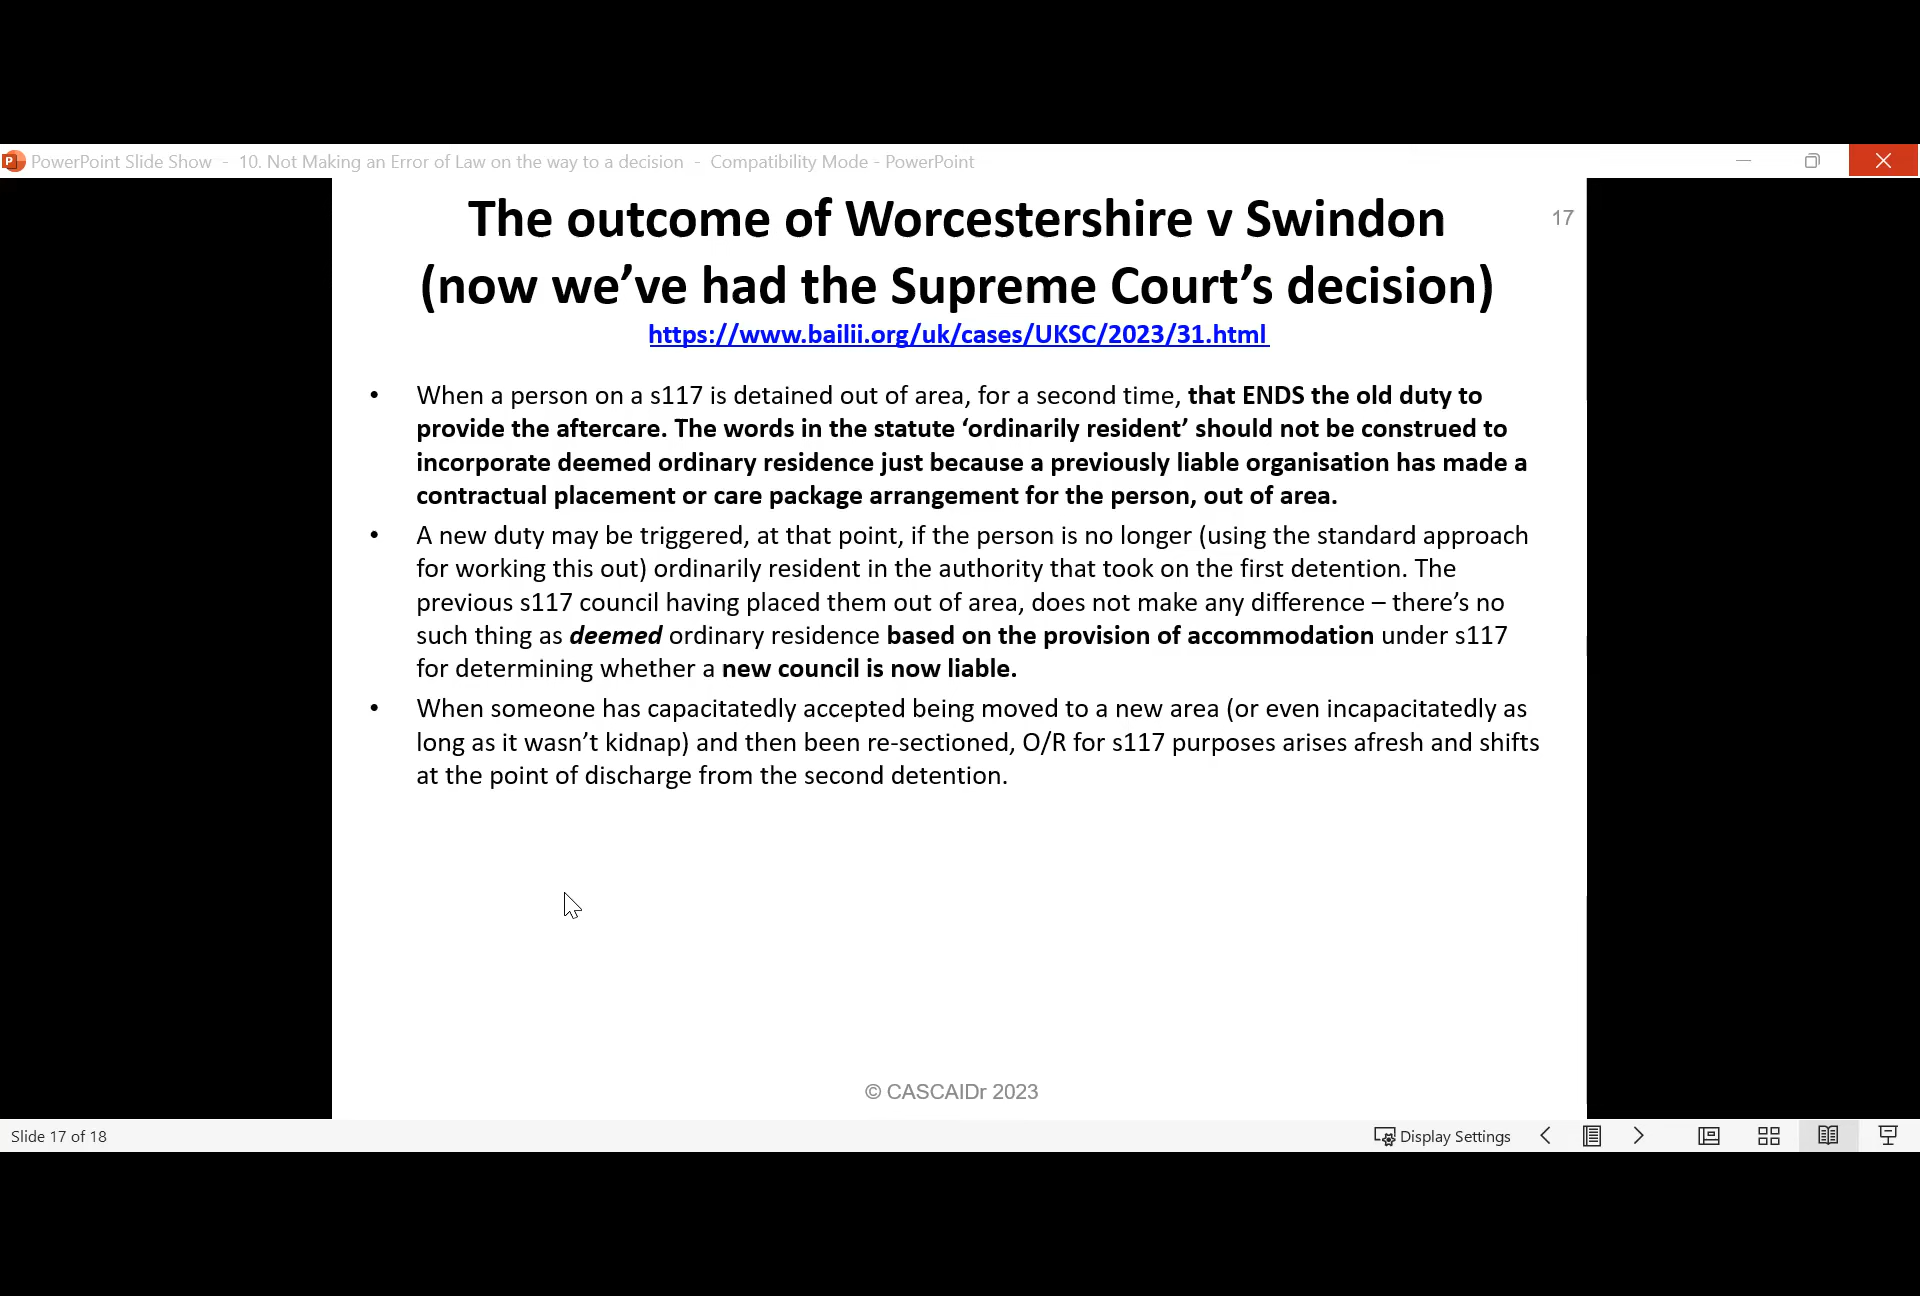 PowerPoint Slide Show - 10. Not Making an Error of Law on the way to a decision - Compatibility Mode - PowerPoint
The outcome of Worcestershire v Swindon
17
(now we’ve had the Supreme Court’s decision)
https://www.bailii.org/uk/cases/UKSC/2023/31.html
• When a person on a s117 is detained out of area, for a second time, that ENDS the old duty to
provide the aftercare. The words in the statute ‘ordinarily resident’ should not be construed to
incorporate deemed ordinary residence just because a previously liable organisation has made a
contractual placement or care package arrangement for the person, out of area.
• A new duty may be triggered, at that point, if the person is no longer (using the standard approach
for working this out) ordinarily resident in the authority that took on the first detention. The
previous s117 council having placed them out of area, does not make any difference – there’s no
such thing as deemed ordinary residence based on the provision of accommodation under s117
for determining whether a new council is now liable.
• When someone has capacitatedly accepted being moved to a new area (or even incapacitatedly as
long as it wasn’t kidnap) and then been re-sectioned, O/R for s117 purposes arises afresh and shifts
at the point of discharge from the second detention.
© CASCAIDr 2023
Slide 17 of 18
Display Settings